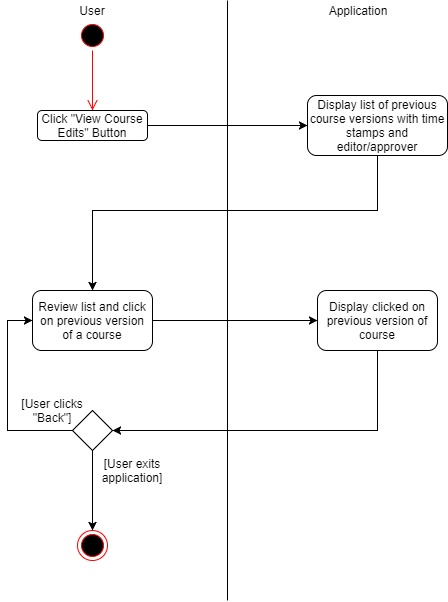 User
Application
Click "View Course
Edits" Button
Display list of previous
course versions with time
stamps and
editor/approver
Review list and click
on previous version
of a course
Display clicked on
previous version of
course
[User clicks
"Back"]
[User exits
application]